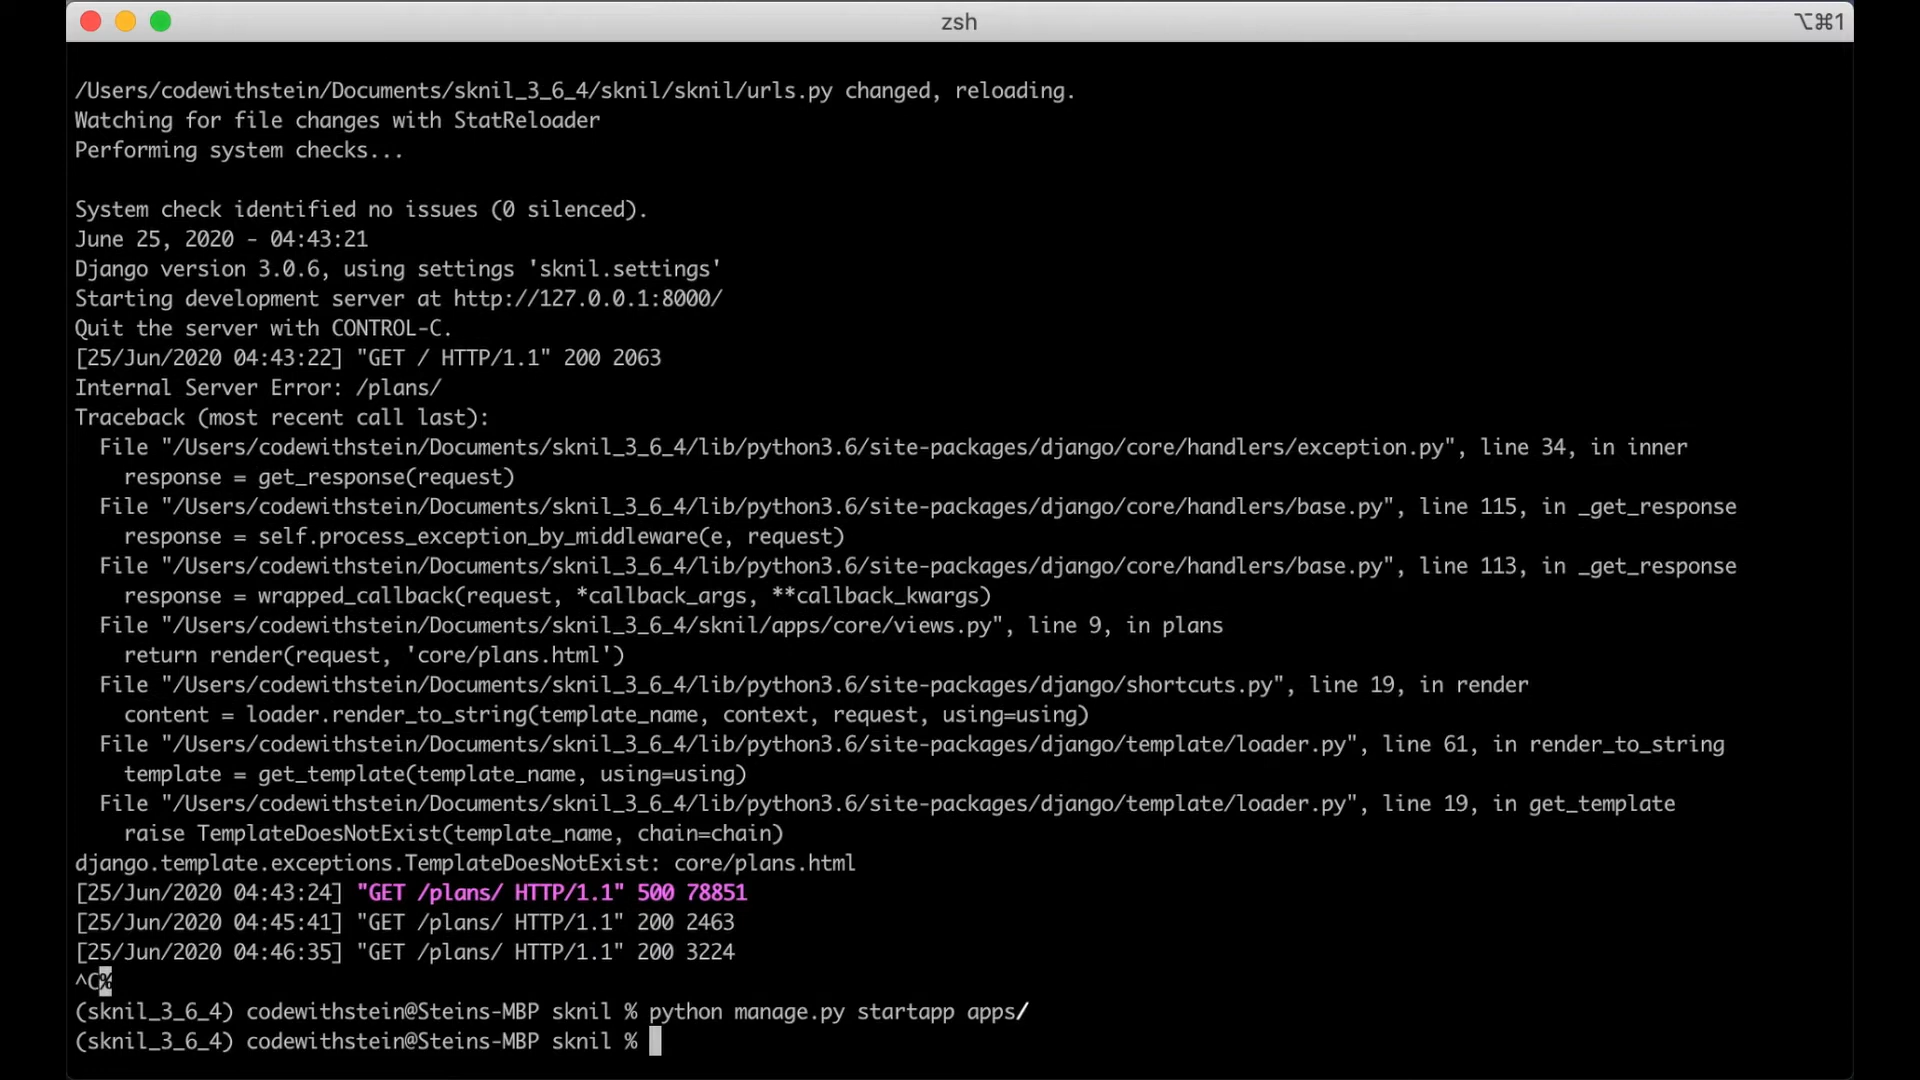 zsh
⌥⌘1
/Users/codewithstein/Documents/sknil_3_6_4/sknil/sknil/urls.py changed, reloading.
Watching for file changes with StatReloader
Performing system checks...
System check identified no issues (0 silenced).
June 25, 2020 - 04:43:21
Django version 3.0.6, using settings 'sknil.settings'
Starting development server at http://127.0.0.1:8000/
Quit the server with CONTROL-C.
[25/Jun/2020 04:43:22] "GET / HTTP/1.1" 200 2063
Internal Server Error: /plans/
Traceback (most recent call last):
  File "/Users/codewithstein/Documents/sknil_3_6_4/lib/python3.6/site-packages/django/core/handlers/exception.py", line 34, in inner
    response = get_response(request)
  File "/Users/codewithstein/Documents/sknil_3_6_4/lib/python3.6/site-packages/django/core/handlers/base.py", line 115, in _get_response
    response = self.process_exception_by_middleware(e, request)
  File "/Users/codewithstein/Documents/sknil_3_6_4/lib/python3.6/site-packages/django/core/handlers/base.py", line 113, in _get_response
    response = wrapped_callback(request, *callback_args, **callback_kwargs)
  File "/Users/codewithstein/Documents/sknil_3_6_4/sknil/apps/core/views.py", line 9, in plans
    return render(request, 'core/plans.html')
  File "/Users/codewithstein/Documents/sknil_3_6_4/lib/python3.6/site-packages/django/shortcuts.py", line 19, in render
    content = loader.render_to_string(template_name, context, request, using=using)
  File "/Users/codewithstein/Documents/sknil_3_6_4/lib/python3.6/site-packages/django/template/loader.py", line 61, in render_to_string
    template = get_template(template_name, using=using)
  File "/Users/codewithstein/Documents/sknil_3_6_4/lib/python3.6/site-packages/django/template/loader.py", line 19, in get_template
    raise TemplateDoesNotExist(template_name, chain=chain)
django.template.exceptions.TemplateDoesNotExist: core/plans.html
[25/Jun/2020 04:43:24] "GET /plans/ HTTP/1.1" 500 78851
[25/Jun/2020 04:45:41] "GET /plans/ HTTP/1.1" 200 2463
[25/Jun/2020 04:46:35] "GET /plans/ HTTP/1.1" 200 3224
^C%
(sknil_3_6_4) codewithstein@Steins-MBP sknil % python manage.py startapp apps/
(sknil_3_6_4) codewithstein@Steins-MBP sknil %